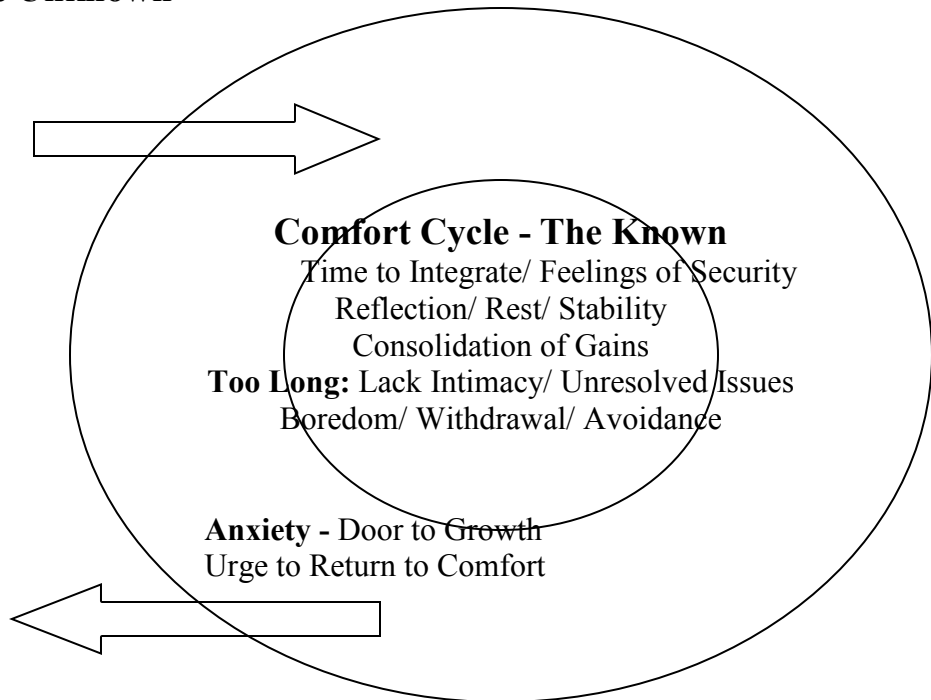 Unknown
Comfort Cycle - The Known
Time to Integrate/ Feelings of Security
Reflection/ Rest/ Stability
Consolidation of Gains
Too Long: Lack Intimacy/ Unresolved Issues
Boredom/ Withdrawal/ Avoidance
Anxiety - Door to Growth
Urge to Return to Comfort